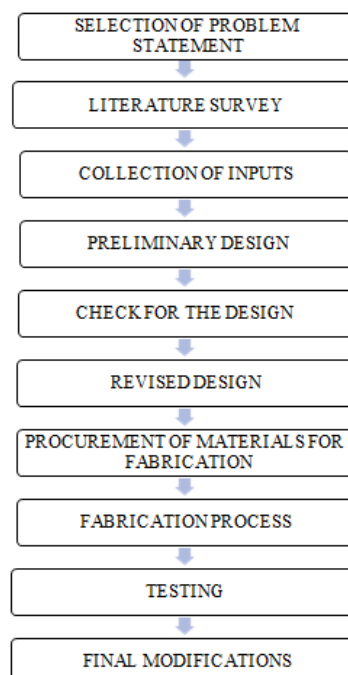 SELECTION OF PROBLEM
STATEMENT
LITERATURE SURVEY
COLLECTION OF INPUTS
PRELIMINARY DESIGN
CHECK FOR THE DESIGN
REVISED DESIGN
PROCUREMENT OF MATERIALS FOR
FABRICATION
FABRICATION PROCESS
TESTING
FINAL MODIFICATIONS